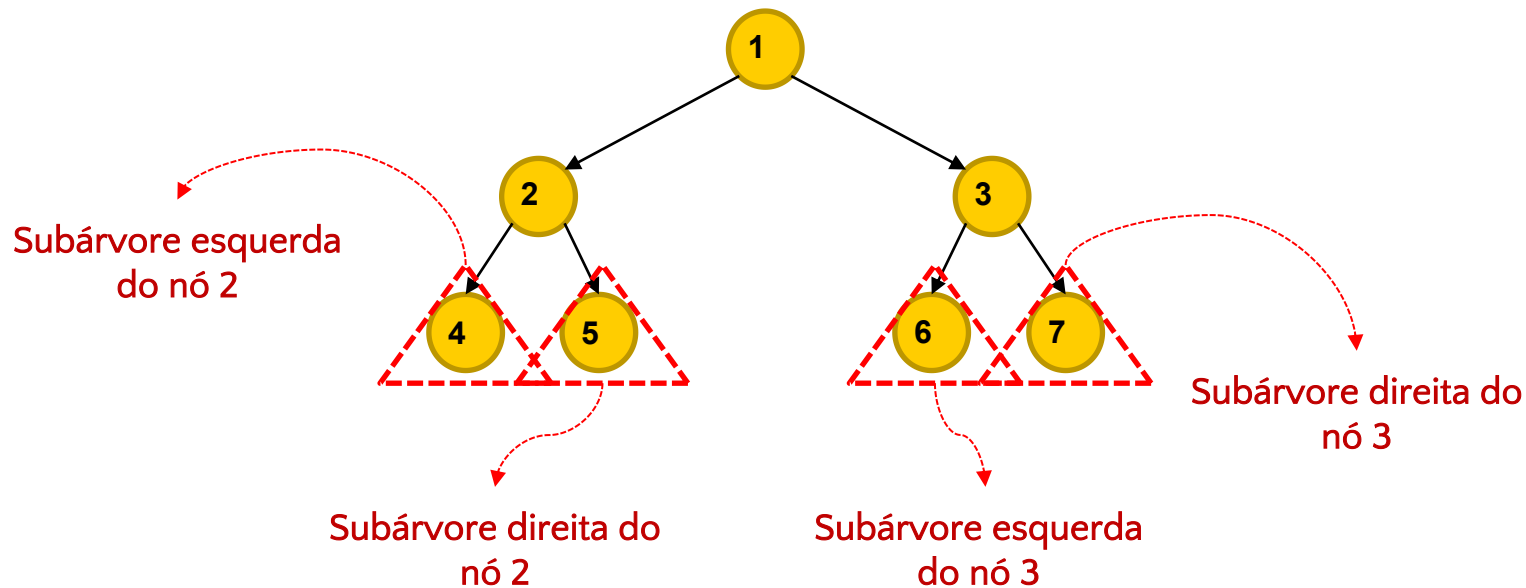 1
2
3
Subárvore esquerda
do nó 2
4
5
6
7
Subárvore direita do
nó 3
Subárvore direita do
nó 2
Subárvore esquerda
do nó 3